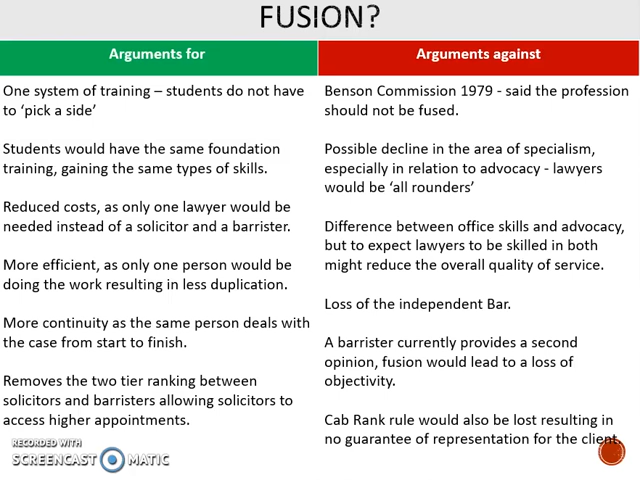 FUSION?
Arguments for
One system of training – students do not have
to ‘pick a side’
Students would have the same foundation
training, gaining the same types of skills.
Reduced costs, as only one lawyer would be
needed instead of a solicitor and a barrister.
More efficient, as only one person would be
doing the work resulting in less duplication.
More continuity as the same person deals with
the case from start to finish.
Removes the two tier ranking between
solicitors and barristers allowing solicitors to
access higher appointments.
Arguments against
Benson Commission 1979 - said the profession
should not be fused.
Possible decline in the area of specialism,
especially in relation to advocacy - lawyers
would be ‘all rounders’
Difference between office skills and advocacy,
but to expect lawyers to be skilled in both
might reduce the overall quality of service.
Loss of the independent Bar.
A barrister currently provides a second
opinion, fusion would lead to a loss of
objectivity.
Cab Rank rule would also be lost resulting in
no guarantee of representation for the client.
RECORDED WITH
SCREENCAST MATIC